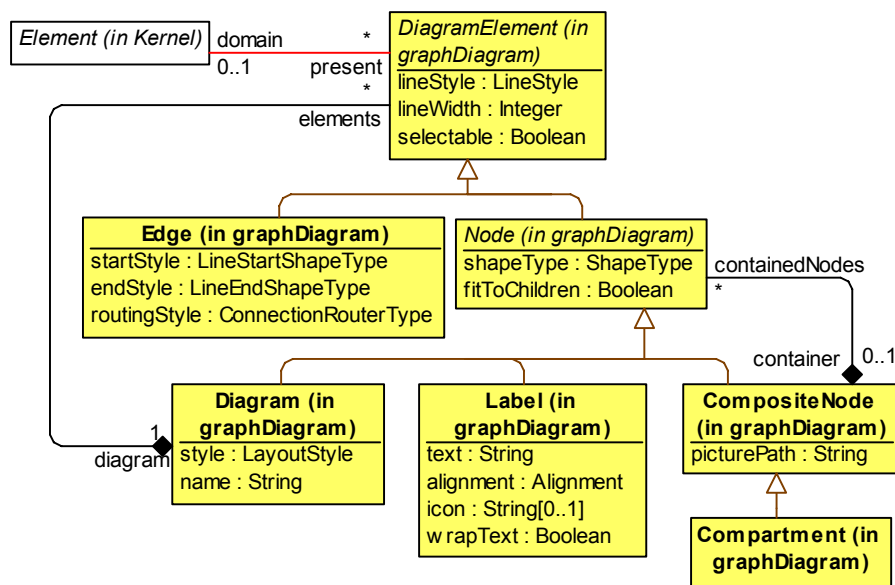 Element (in Kernel)
domain
*
0..1
present
*
elements
DiagramElement (in
graphDiagram)
lineStyle : LineStyle
lineWidth : Integer
selectable : Boolean
Edge (in graphDiagram)
startStyle : LineStartShapeType
endStyle : LineEndShapeType
routingStyle : ConnectionRouterType
Node (in graphDiagram)
shapeType : ShapeType
fitToChildren : Boolean
containedNodes
*
container
0..1
1
diagram
Diagram (in
graphDiagram)
style : LayoutStyle
name : String
Label (in
graphDiagram)
text : String
alignment : Alignment
icon : String[0..1]
wrapText : Boolean
CompositeNode
(in graphDiagram)
picturePath : String
Compartment (in
graphDiagram)